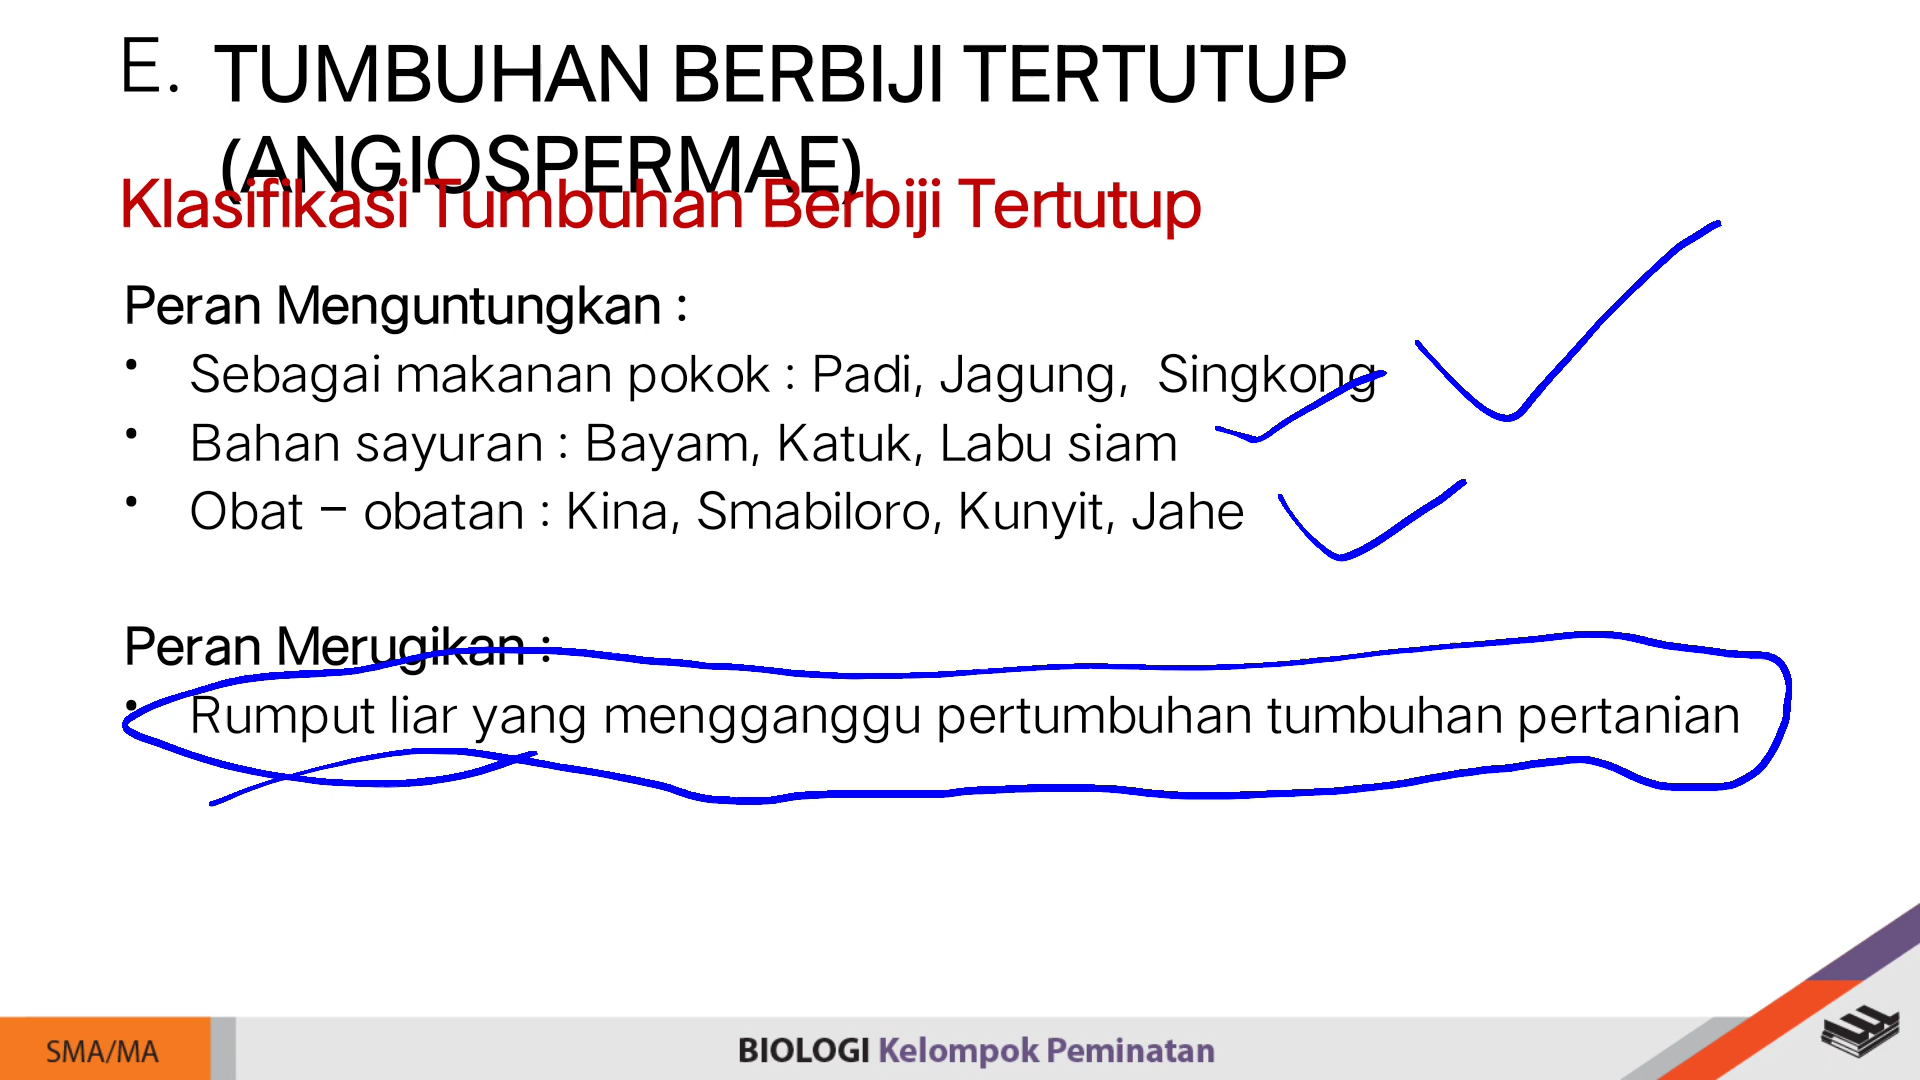 E. TUMBUHAN BERBIJI TERTUTUP
(ANGIOSPERMAE)
Klasifikasi Tumbuhan Berbiji Tertutup
Peran Menguntungkan :
• Sebagai makanan pokok : Padi, Jagung, Singkong
• Bahan sayuran : Bayam, Katuk, Labu siam
• Obat – obatan : Kina, Smabiloro, Kunyit, Jahe
Peran Merugikan :
• Rumput liar yang mengganggu pertumbuhan tumbuhan pertanian
SMA/MA
BIOLOGI Kelompok Peminatan